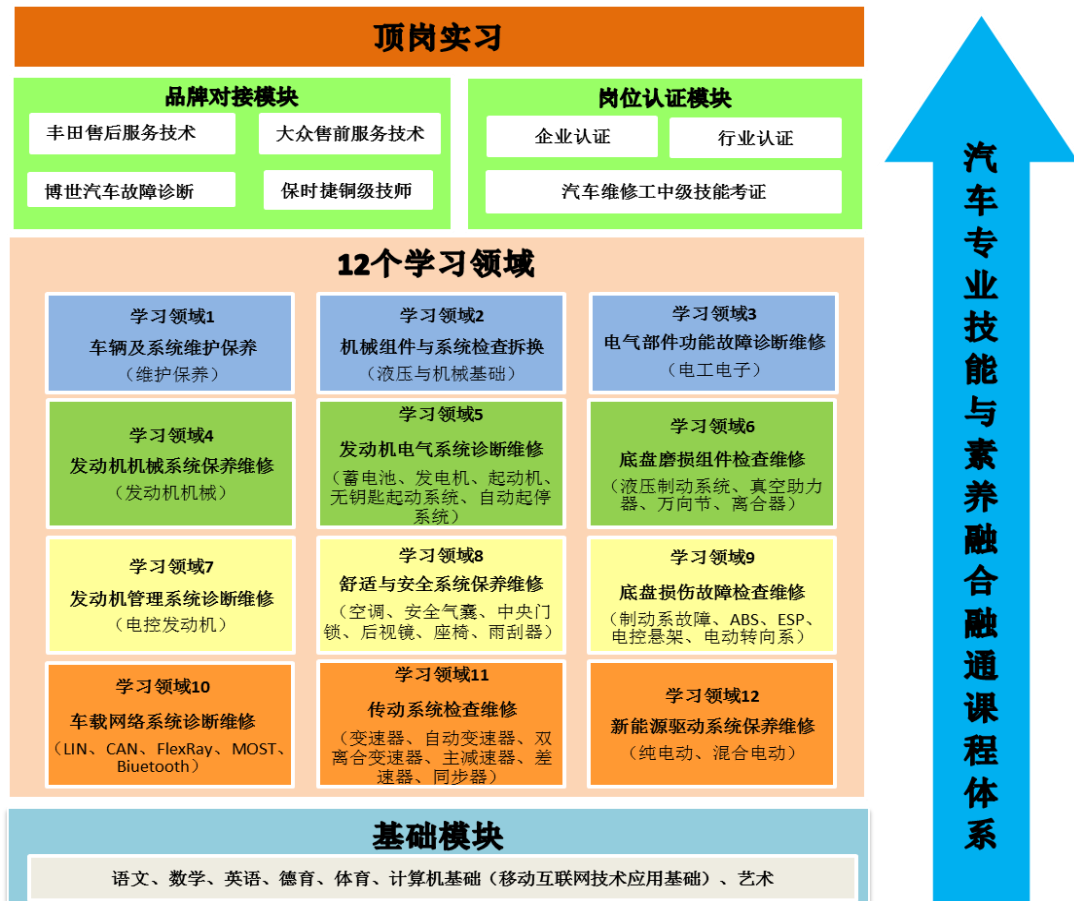 顶岗实习
品牌对接模块
丰田售后服务技术
大众售前服务技术
博世汽车故障诊断
保时捷铜级技师
岗位认证模块
企业认证
行业认证
汽车维修工中级技能考证
12个学习领域
学习领域1
车辆及系统维护保养
（维护保养）
学习领域2
机械组件与系统检查拆换
（液压与机械基础）
学习领域3
电气部件功能故障诊断维修
（电工电子）
学习领域4
发动机机械系统保养维修
（发动机机械）
学习领域5
发动机电气系统诊断维修
（蓄电池、发电机、起动机、
无钥匙起动系统、自动起停
系统）
学习领域6
底盘磨损组件检查维修
（液压制动系统、真空助力
器、万向节、离合器）
学习领域7
发动机管理系统诊断维修
（电控发动机）
学习领域8
舒适与安全系统保养维修
（空调、安全气囊、中央门
锁、后视镜、座椅、雨刮器）
学习领域9
底盘损伤故障检查维修
（制动系故障、ABS、ESP、
电控悬架、电动转向系）
学习领域10
车载网络系统诊断维修
（LIN、CAN、FlexRay、MOST、
Biuetooth）
学习领域11
传动系统检查维修
（变速器、自动变速器、双
离合变速器、主减速器、差
速器、同步器）
学习领域12
新能源驱动系统保养维修
（纯电动、混合电动）
基础模块
语文、数学、英语、德育、体育、计算机基础（移动互联网技术应用基础）、艺术
汽车专业技能与素养融合融通课程体系